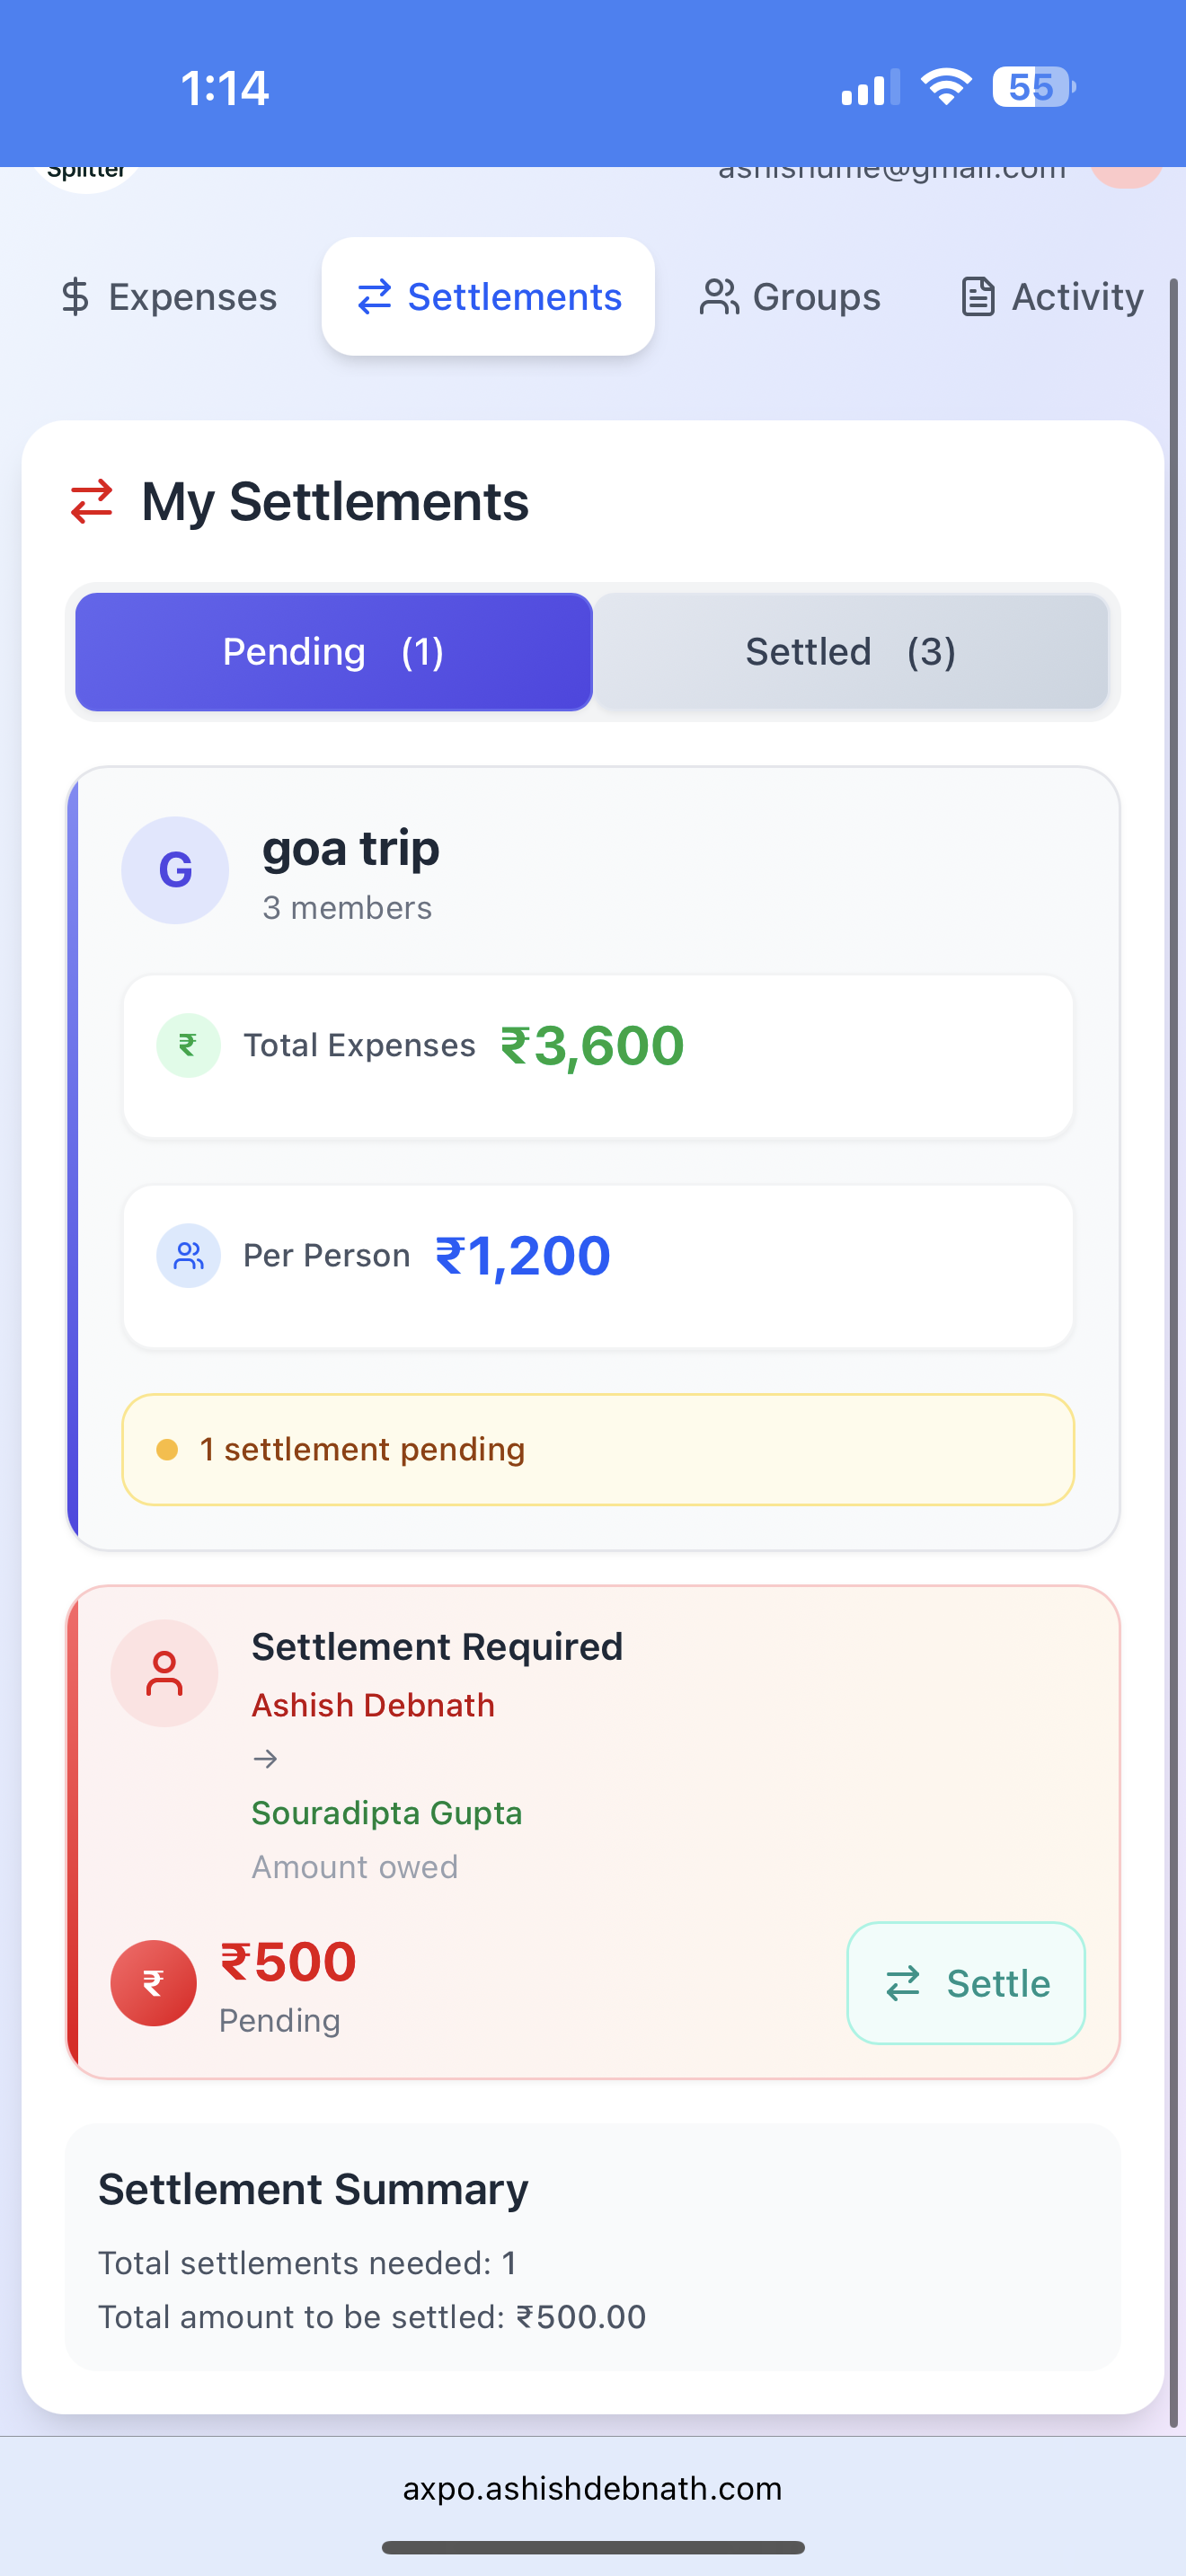 1:14
55
Splitter
ashishume@gmail.com
$ Expenses
Settlements
Groups
Activity
My Settlements
Pending (1)
Settled (3)
G
goa trip
3 members
₹ Total Expenses ₹3,600
Per Person ₹1,200
1 settlement pending
Settlement Required
Ashish Debnath
→
Souradipta Gupta
Amount owed
₹ ₹500
Pending
Settle
Settlement Summary
Total settlements needed: 1
Total amount to be settled: ₹500.00
axpo.ashishdebnath.com